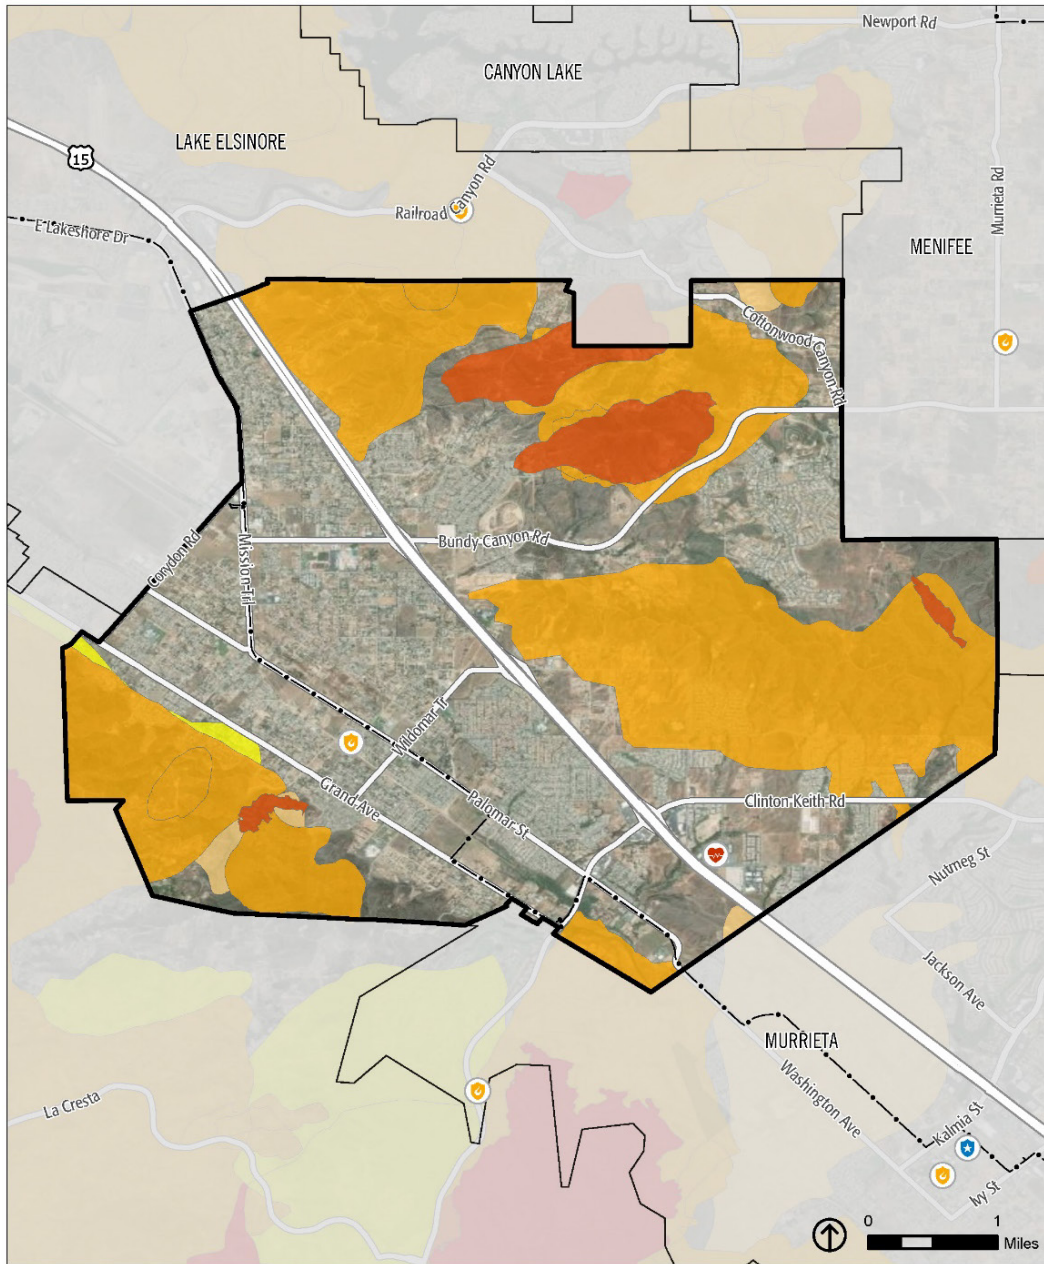 Newport Rd
CANYON LAKE
LAKE ELSINORE
15
Railroad Canyon Rd
Murrieta Rd
E Lakeshore Dr
MENIFEE
Cottonwood Canyon Rd
Bundy Canyon Rd
Corydon Rd
Mission Trl
Wildomar Tr
Grand Ave
Palomar St
Clinton Keith Rd
Nutmeg St
Jackson Ave
MURRIETA
Washington Ave
La Cresta
Kalmia St
Ivy St
0 1
Miles